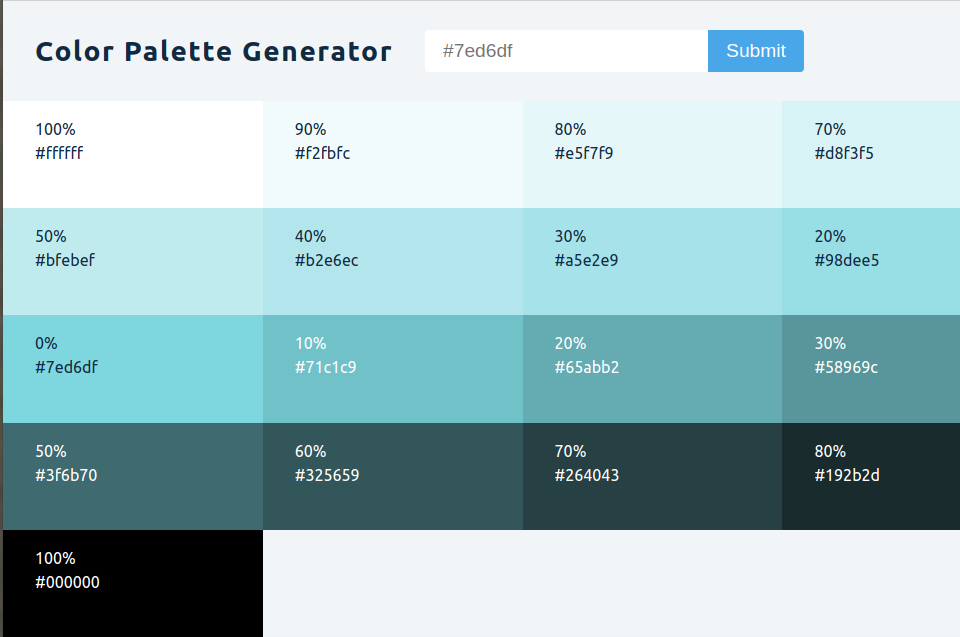 Color Palette Generator
#7ed6df
Submit
100%
#ffffff
90%
#f2fbfc
80%
#e5f7f9
70%
#d8f3f5
50%
#bfebef
40%
#b2e6ec
30%
#a5e2e9
20%
#98dee5
0%
#7ed6df
10%
#71c1c9
20%
#65abb2
30%
#58969c
50%
#3f6b70
60%
#325659
70%
#264043
80%
#192b2d
100%
#000000